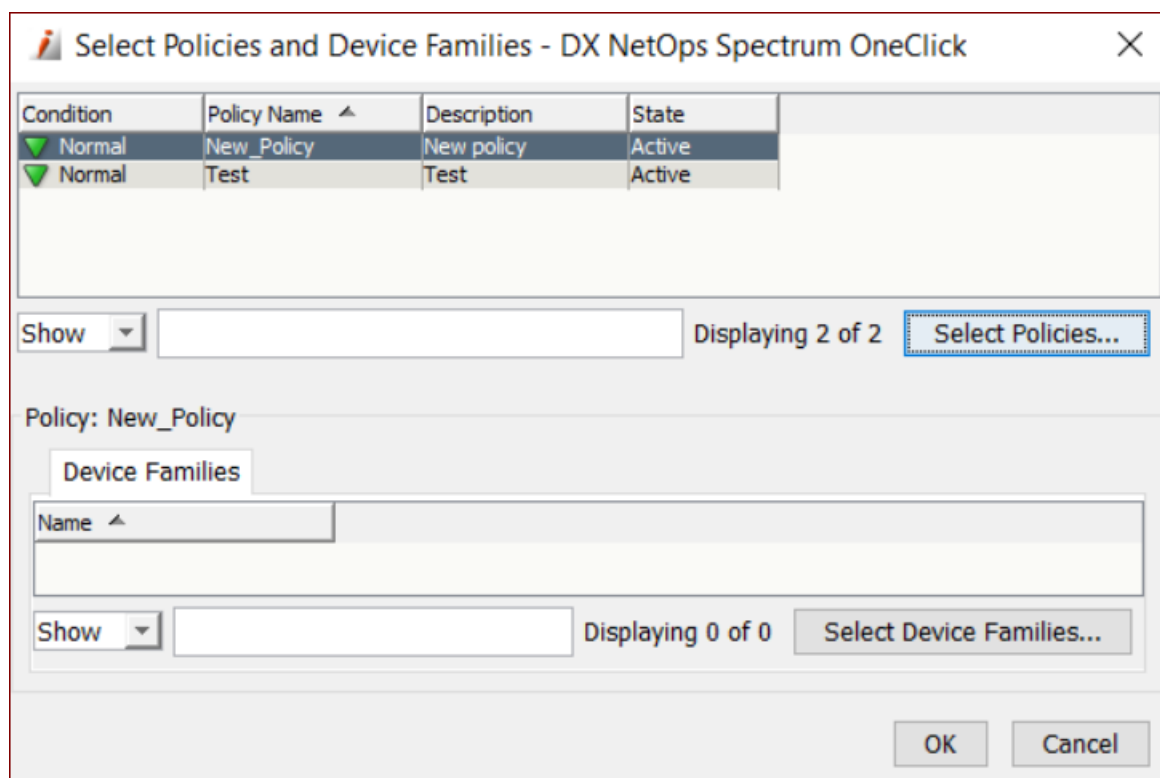 Select Policies and Device Families - DX NetOps Spectrum OneClick
Condition Policy Name Description State
Normal New_Policy New policy Active
Normal Test Test Active
Show Displaying 2 of 2 Select Policies...
Policy: New_Policy
Device Families
Name
Show Displaying 0 of 0 Select Device Families...
OK Cancel